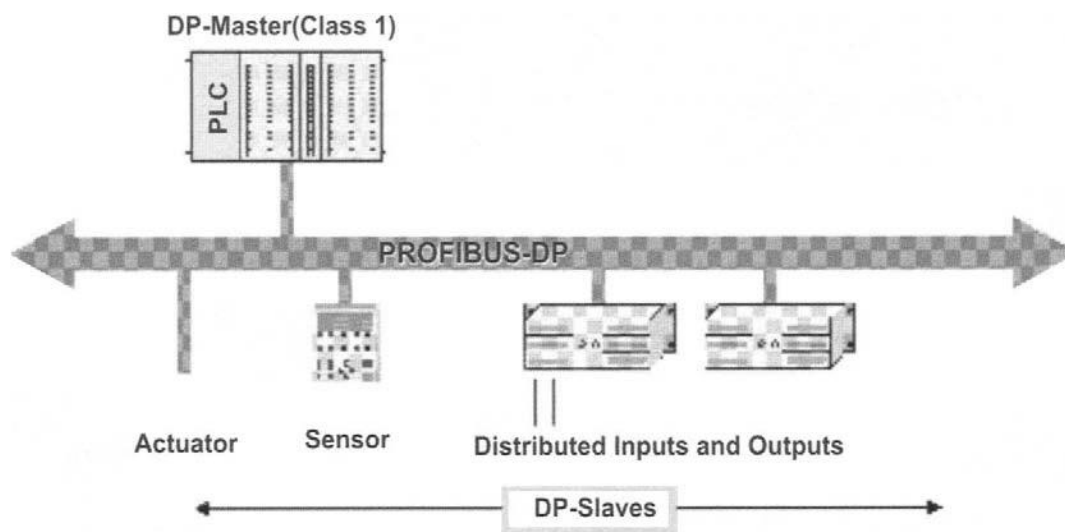 DP-Master(Class 1)
PLC
PROFIBUS-DP
Actuator
Sensor
Distributed Inputs and Outputs
DP-Slaves